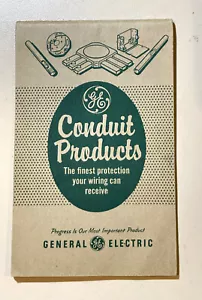 GE
Conduit
Products
The finest protection
your wiring can
receive
Progress Is Our Most Important Product
GENERAL GE ELECTRIC